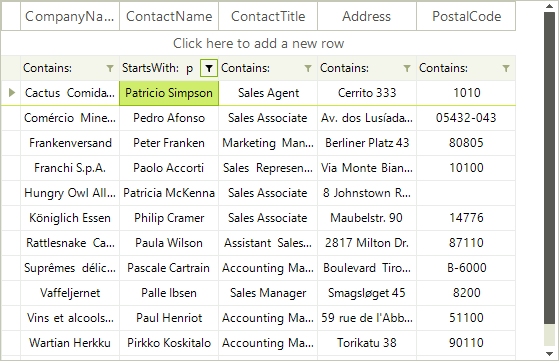 CompanyNa... ContactName ContactTitle Address PostalCode
Click here to add a new row
Contains: StartsWith: p Contains: Contains: Contains:
Cactus Comida... Patricio Simpson Sales Agent Cerrito 333 1010
Comércio Mine... Pedro Afonso Sales Associate Av. dos Lusíada... 05432-043
Frankenversand Peter Franken Marketing Man... Berliner Platz 43 80805
Franchi S.p.A. Paolo Accorti Sales Represen... Via Monte Bian... 10100
Hungry Owl All... Patricia McKenna Sales Associate 8 Johnstown R...
Königlich Essen Philip Cramer Sales Associate Maubelstr. 90 14776
Rattlesnake Ca... Paula Wilson Assistant Sales... 2817 Milton Dr. 87110
Suprêmes délic... Pascale Cartrain Accounting Ma... Boulevard Tiro... B-6000
Vaffeljernet Palle Ibsen Sales Manager Smagsløget 45 8200
Vins et alcools... Paul Henriot Accounting Ma... 59 rue de l'Abb... 51100
Wartian Herkku Pirkko Koskitalo Accounting Ma... Torikatu 38 90110